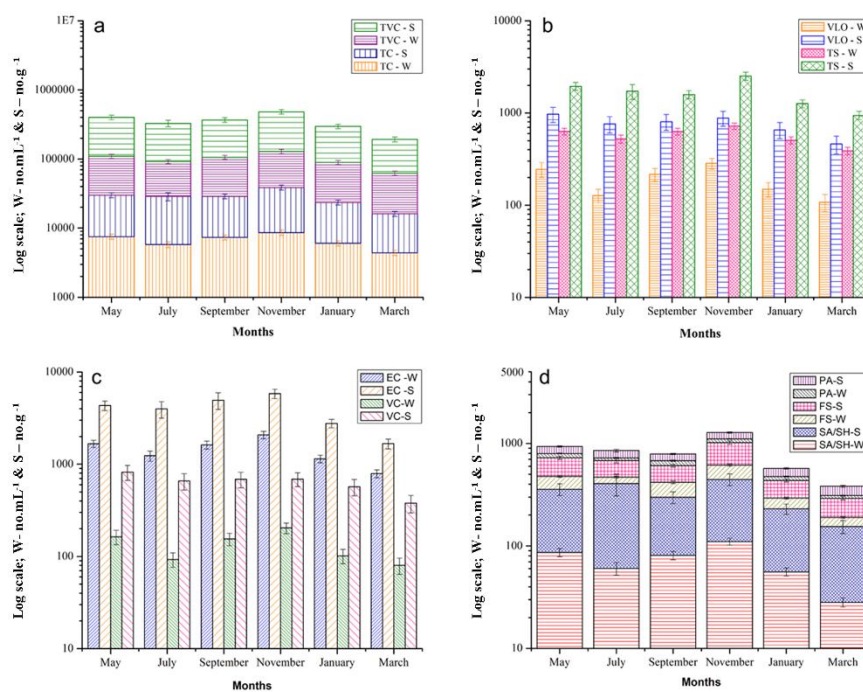 a
1E7
1000000
100000
10000
1000
Log scale; W- no.mL⁻¹ & S – no.g⁻¹
TVC - S
TVC - W
TC - S
TC - W
May July September November January March
Months
b
10000
1000
100
10
Log scale; W- no.mL⁻¹ & S – no.g⁻¹
VLO - W
VLO - S
TS - W
TS - S
May July September November January March
Months
c
10000
1000
100
10
Log scale; W- no.mL⁻¹ & S – no.g⁻¹
EC -W
EC -S
VC-W
VC-S
May July September November January March
Months
d
5000
1000
100
10
Log scale; W- no.mL⁻¹ & S – no.g⁻¹
PA-S
PA-W
FS-S
FS-W
SA/SH-S
SA/SH-W
May July September November January March
Months